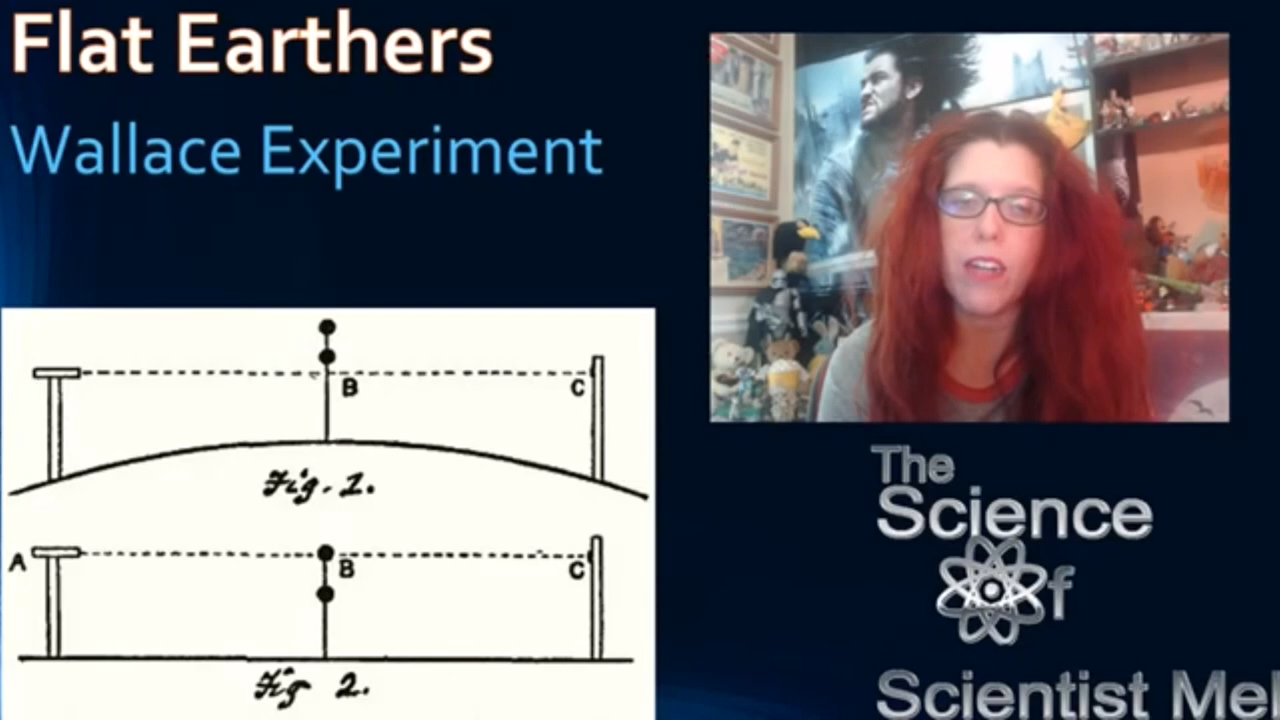 Flat Earthers
Wallace Experiment
B
C
Fig. 1.
A
B
C
Fig 2.
The
Science
of
Scientist Mel